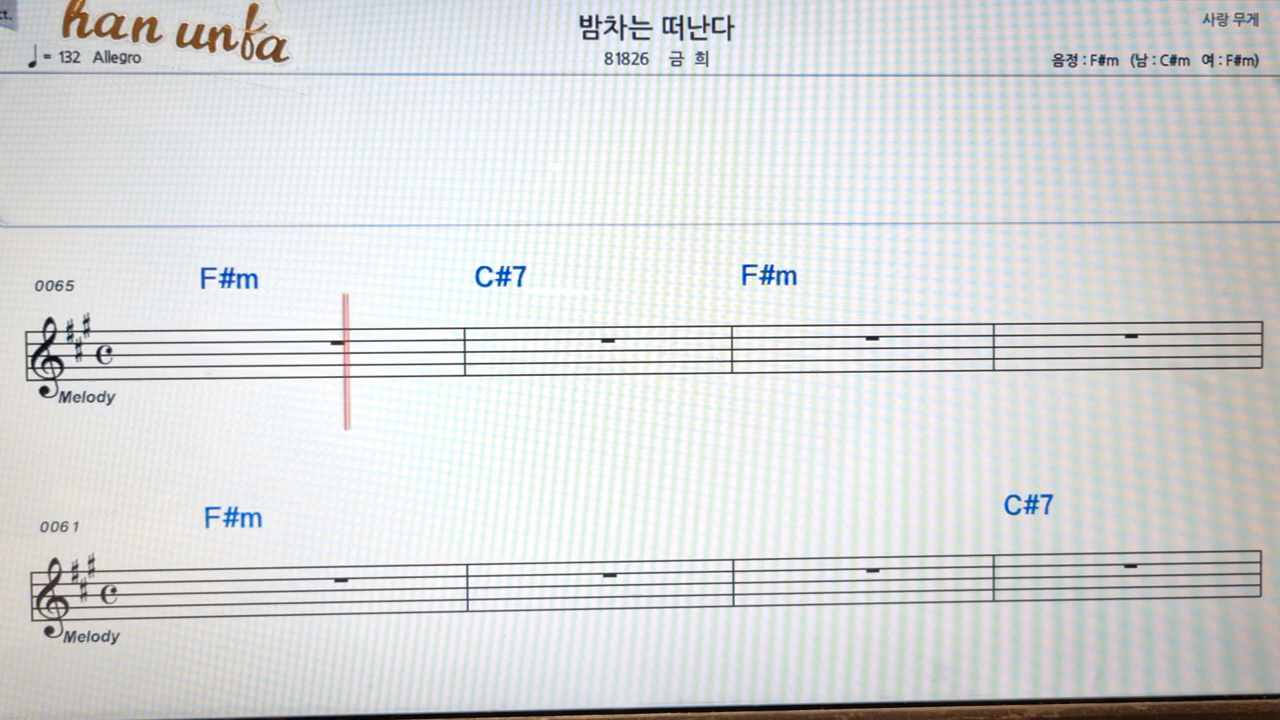 ct.
han unfa
밤차는 떠난다
사랑 무게
♩ = 132 Allegro
81826 금 희
음정 : F#m (남 : C#m 여 : F#m)
0065 F#m C#7 F#m
Melody
0061 F#m C#7
Melody